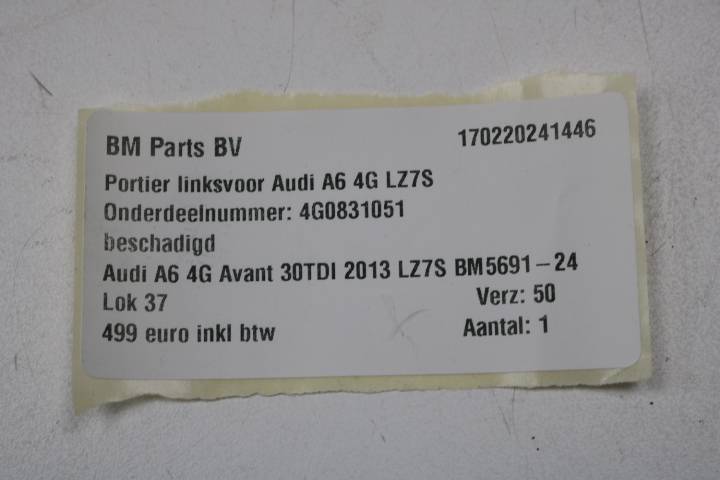 BM Parts BV 170220241446
Portier linksvoor Audi A6 4G LZ7S
Onderdeelnummer: 4G0831051
beschadigd
Audi A6 4G Avant 30TDI 2013 LZ7S BM5691-24
Lok 37 Verz: 50
499 euro inkl btw Aantal: 1